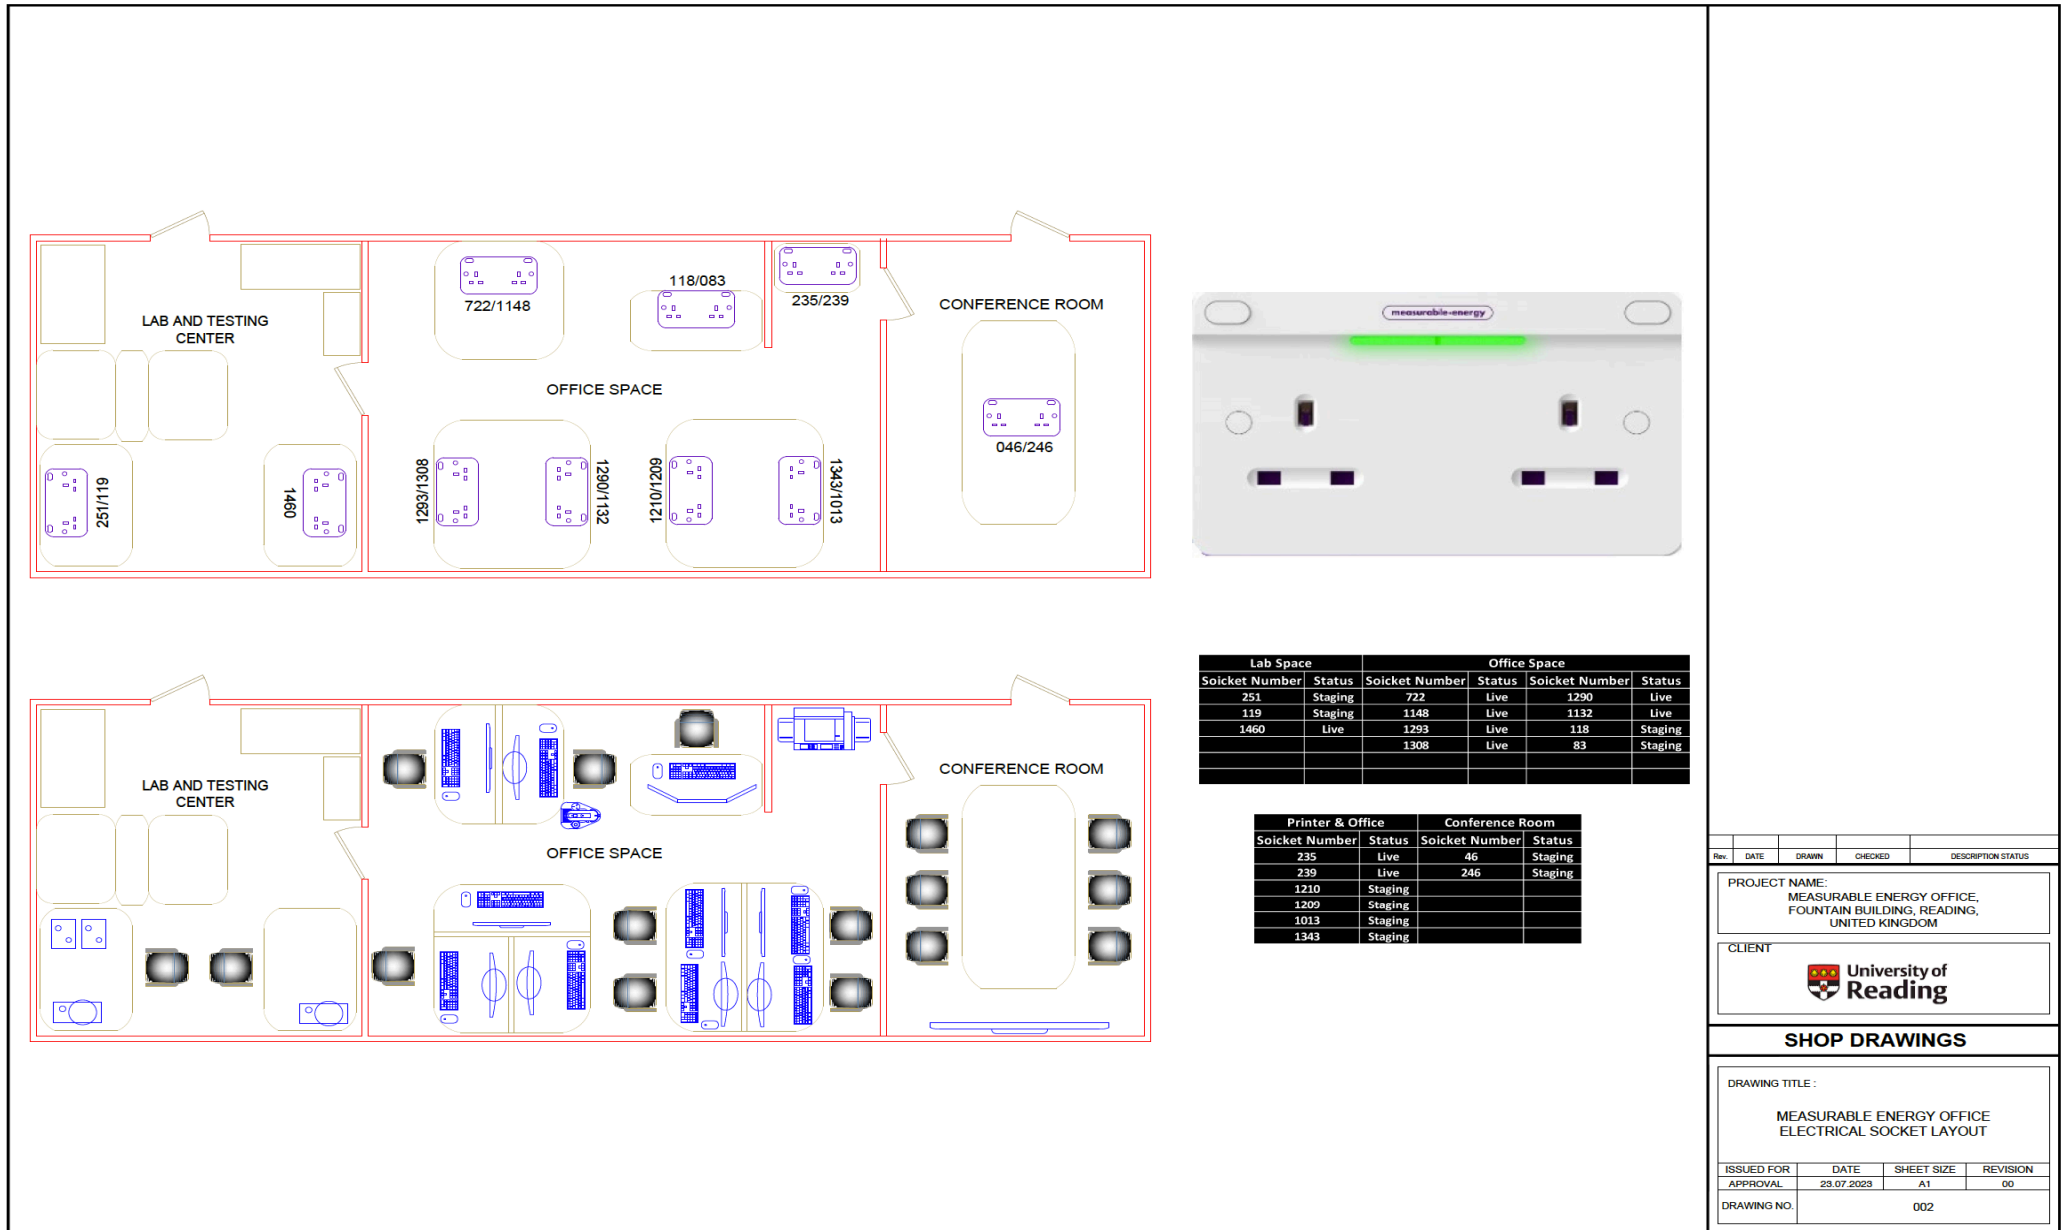 118/083
722/1148
235/239
LAB AND TESTING
CENTER
CONFERENCE ROOM
OFFICE SPACE
046/246
251/119
1460
1293/1308
1290/1132
1210/1209
1343/1013
measurable-energy
LAB AND TESTING
CENTER
CONFERENCE ROOM
OFFICE SPACE
Lab Space Office Space
Soicket Number Status Soicket Number Status Soicket Number Status
251 Staging 722 Live 1290 Live
119 Staging 1148 Live 1132 Live
1460 Live 1293 Live 118 Staging
1308 Live 83 Staging
Printer & Office Conference Room
Soicket Number Status Soicket Number Status
235 Live 46 Staging
239 Live 246 Staging
1210 Staging
1209 Staging
1013 Staging
1343 Staging
Rev. DATE DRAWN CHECKED DESCRIPTION STATUS
PROJECT NAME:
MEASURABLE ENERGY OFFICE,
FOUNTAIN BUILDING, READING,
UNITED KINGDOM
CLIENT
University of
Reading
SHOP DRAWINGS
DRAWING TITLE :
MEASURABLE ENERGY OFFICE
ELECTRICAL SOCKET LAYOUT
ISSUED FOR DATE SHEET SIZE REVISION
APPROVAL 23.07.2023 A1 00
DRAWING NO. 002